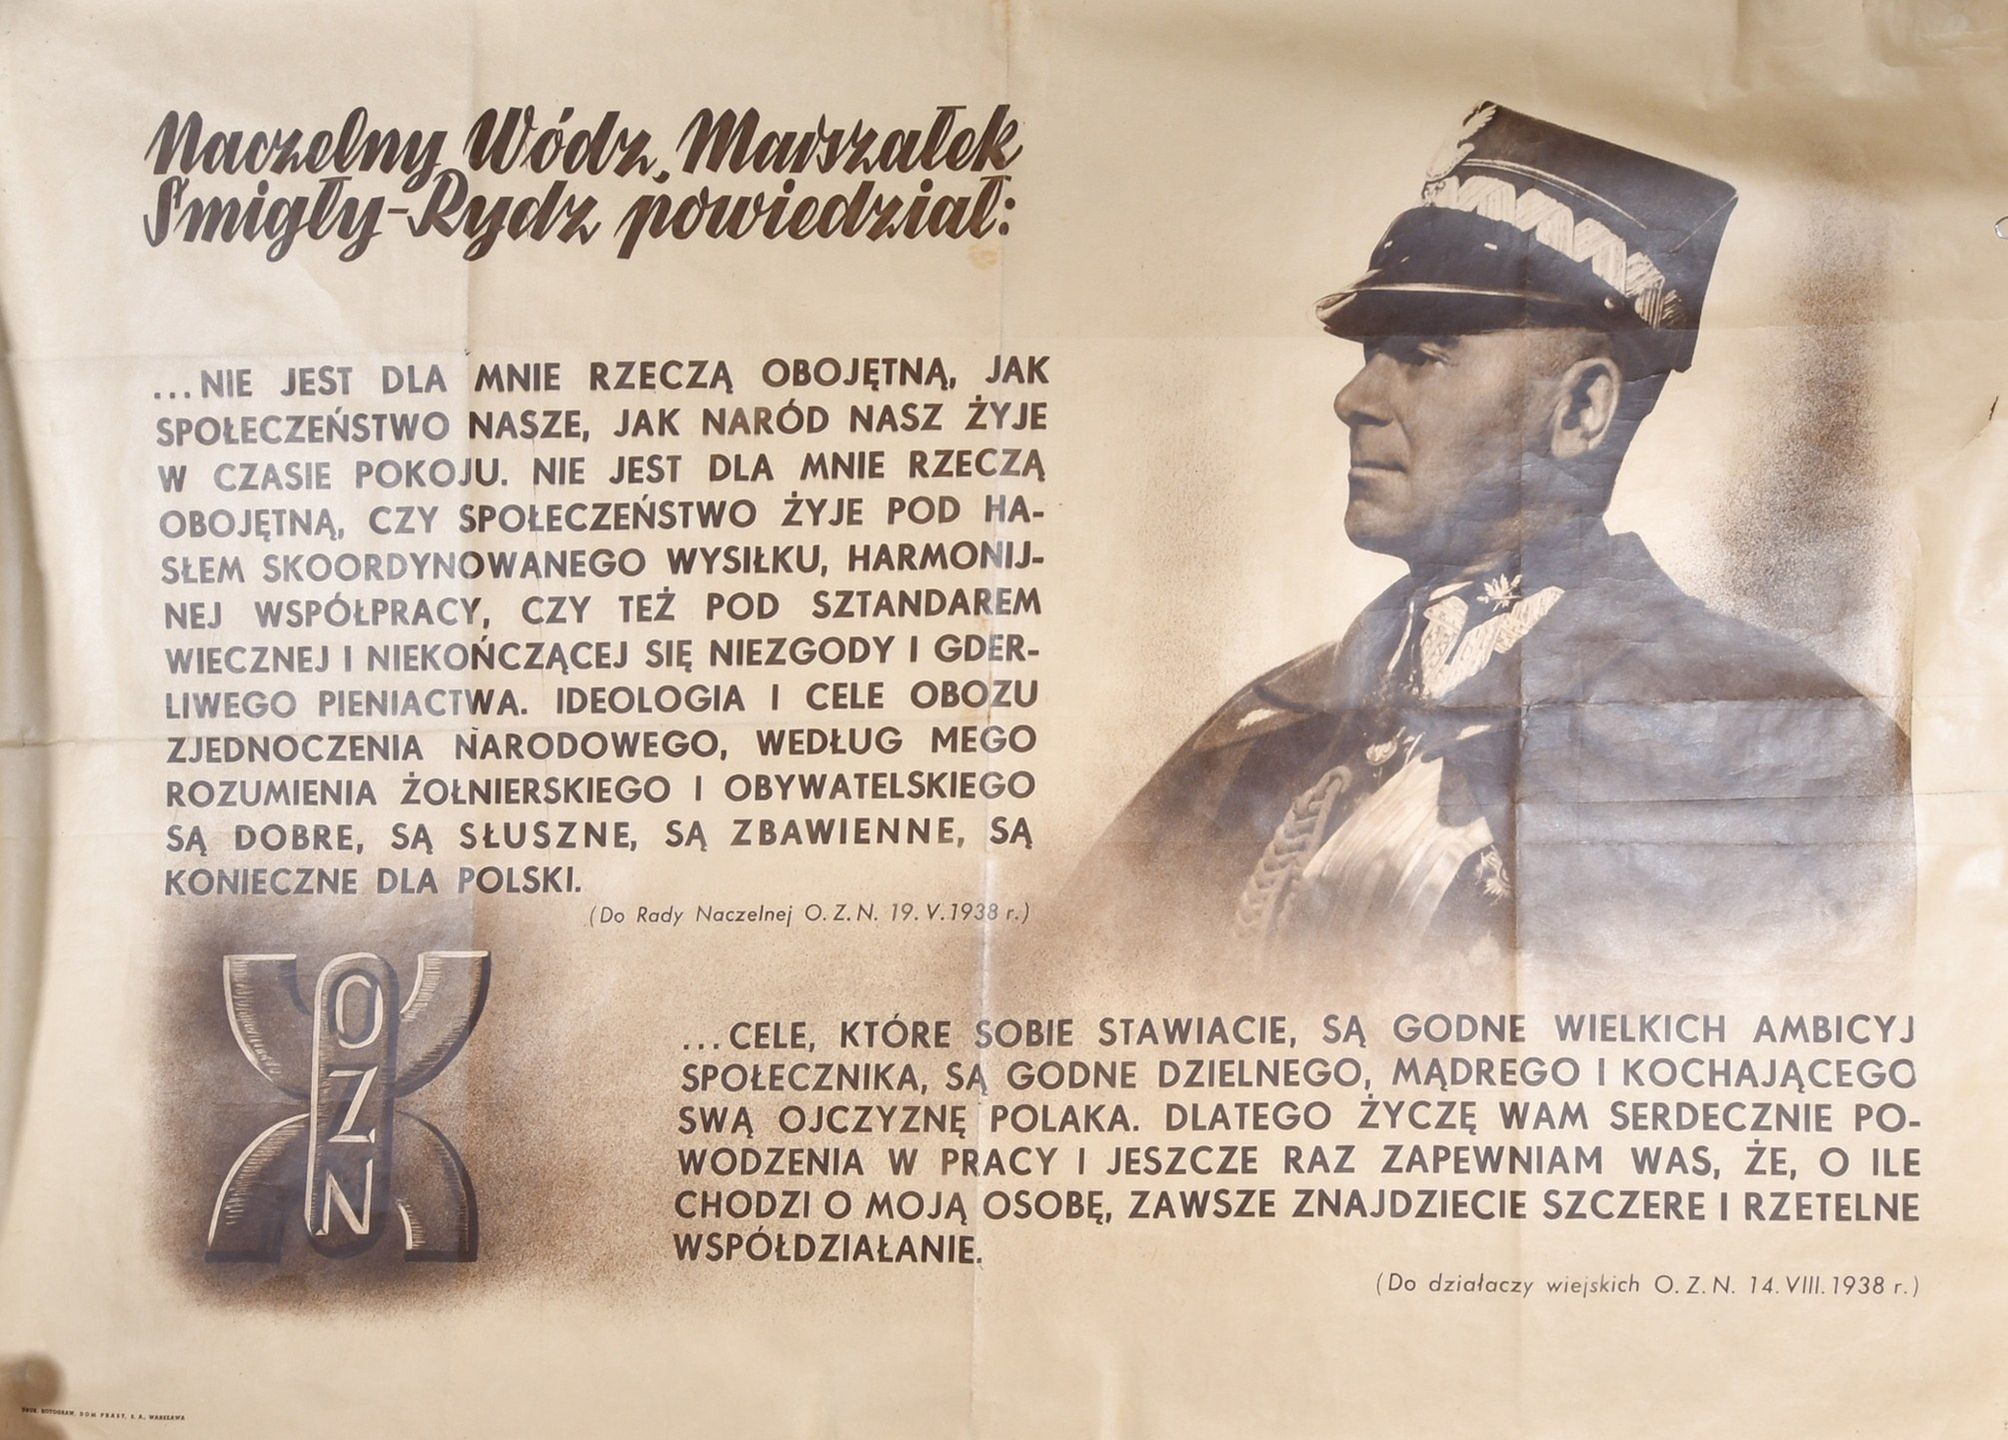 Naczelny Wódz, Marszałek
Śmigły-Rydz powiedział:
...NIE JEST DLA MNIE RZECZĄ OBOJĘTNĄ, JAK
SPOŁECZEŃSTWO NASZE, JAK NARÓD NASZ ŻYJE
W CZASIE POKOJU. NIE JEST DLA MNIE RZECZĄ
OBOJĘTNĄ, CZY SPOŁECZEŃSTWO ŻYJE POD HA-
SŁEM SKOORDYNOWANEGO WYSIŁKU, HARMONIJ-
NEJ WSPÓŁPRACY, CZY TEŻ POD SZTANDAREM
WIECZNEJ I NIEKOŃCZĄCEJ SIĘ NIEZGODY I GDER-
LIWEGO PIENIACTWA. IDEOLOGIA I CELE OBOZU
ZJEDNOCZENIA NARODOWEGO, WEDŁUG MEGO
ROZUMIENIA ŻOŁNIERSKIEGO I OBYWATELSKIEGO
SĄ DOBRE, SĄ SŁUSZNE, SĄ ZBAWIENNE, SĄ
KONIECZNE DLA POLSKI.
(Do Rady Naczelnej O. Z. N. 19. V. 1938 r.)
OZN
...CELE, KTÓRE SOBIE STAWIACIE, SĄ GODNE WIELKICH AMBICYJ
SPOŁECZNIKA, SĄ GODNE DZIELNEGO, MĄDREGO I KOCHAJĄCEGO
SWĄ OJCZYZNĘ POLAKA. DLATEGO ŻYCZĘ WAM SERDECZNIE PO-
WODZENIA W PRACY I JESZCZE RAZ ZAPEWNIAM WAS, ŻE, O ILE
CHODZI O MOJĄ OSOBĘ, ZAWSZE ZNAJDZIECIE SZCZERE I RZETELNE
WSPÓŁDZIAŁANIE.
(Do działaczy wiejskich O. Z. N. 14. VIII. 1938 r.)
DRUK. ROTOGRAW. DOM PRASY, S. A., WARSZAWA